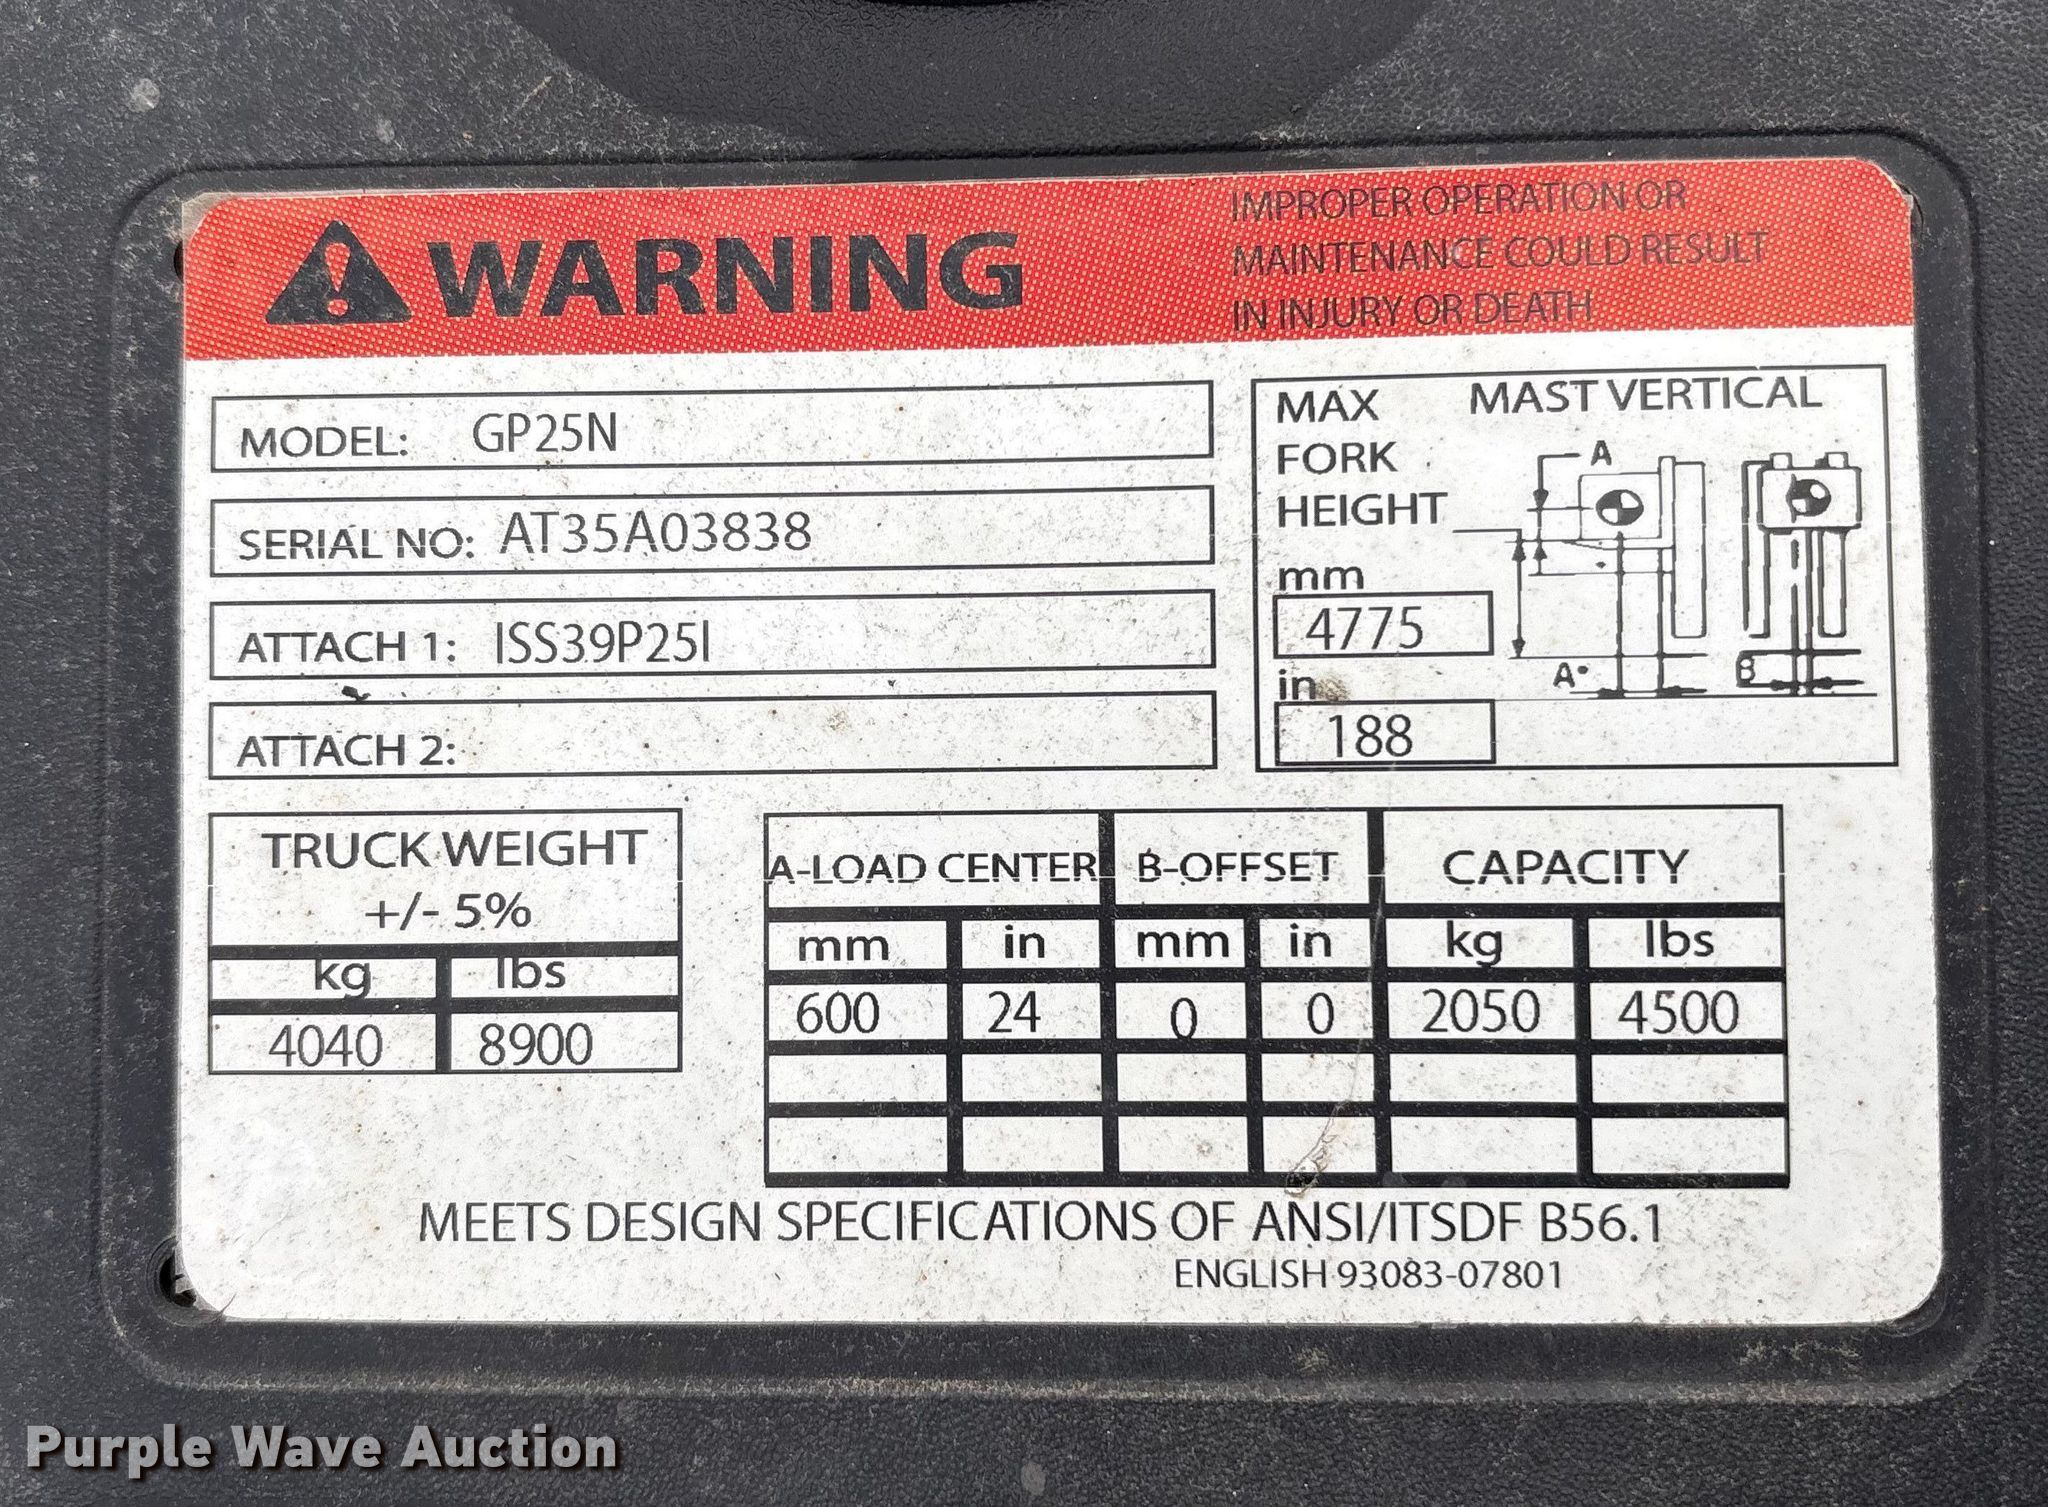 WARNING
IMPROPER OPERATION OR
MAINTENANCE COULD RESULT
IN INJURY OR DEATH
MODEL: GP25N
SERIAL NO: AT35A03838
ATTACH 1: ISS39P25I
ATTACH 2:
MAX
FORK
HEIGHT
MAST VERTICAL
A
mm
4775
in
188
A•
B
TRUCK WEIGHT
+/- 5%
kg lbs
4040 8900
A-LOAD CENTER B-OFFSET CAPACITY
mm in mm in kg lbs
600 24 0 0 2050 4500
MEETS DESIGN SPECIFICATIONS OF ANSI/ITSDF B56.1
ENGLISH 93083-07801
Purple Wave Auction